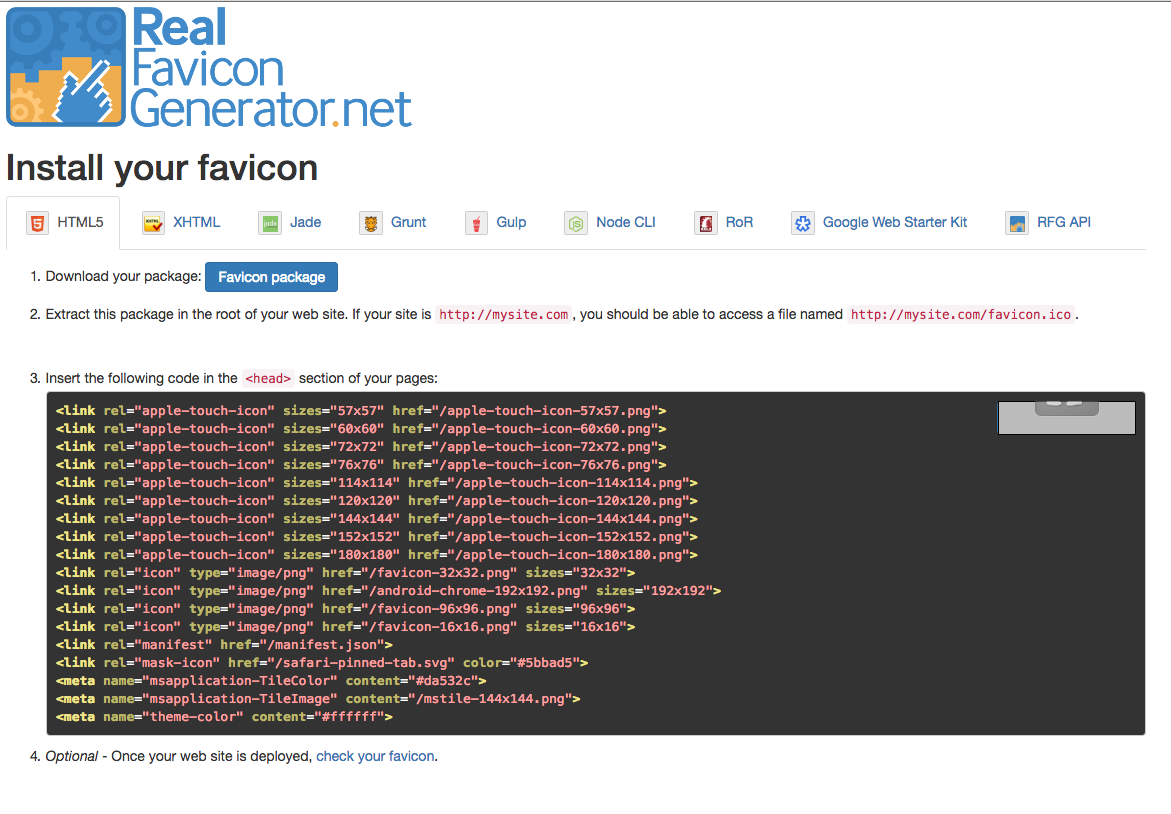 Real
Favicon
Generator.net
Install your favicon
HTML5 XHTML Jade Grunt Gulp Node CLI RoR Google Web Starter Kit RFG API
1. Download your package: Favicon package
2. Extract this package in the root of your web site. If your site is http://mysite.com , you should be able to access a file named http://mysite.com/favicon.ico .
3. Insert the following code in the <head> section of your pages:
<link rel="apple-touch-icon" sizes="57x57" href="/apple-touch-icon-57x57.png">
<link rel="apple-touch-icon" sizes="60x60" href="/apple-touch-icon-60x60.png">
<link rel="apple-touch-icon" sizes="72x72" href="/apple-touch-icon-72x72.png">
<link rel="apple-touch-icon" sizes="76x76" href="/apple-touch-icon-76x76.png">
<link rel="apple-touch-icon" sizes="114x114" href="/apple-touch-icon-114x114.png">
<link rel="apple-touch-icon" sizes="120x120" href="/apple-touch-icon-120x120.png">
<link rel="apple-touch-icon" sizes="144x144" href="/apple-touch-icon-144x144.png">
<link rel="apple-touch-icon" sizes="152x152" href="/apple-touch-icon-152x152.png">
<link rel="apple-touch-icon" sizes="180x180" href="/apple-touch-icon-180x180.png">
<link rel="icon" type="image/png" href="/favicon-32x32.png" sizes="32x32">
<link rel="icon" type="image/png" href="/android-chrome-192x192.png" sizes="192x192">
<link rel="icon" type="image/png" href="/favicon-96x96.png" sizes="96x96">
<link rel="icon" type="image/png" href="/favicon-16x16.png" sizes="16x16">
<link rel="manifest" href="/manifest.json">
<link rel="mask-icon" href="/safari-pinned-tab.svg" color="#5bbad5">
<meta name="msapplication-TileColor" content="#da532c">
<meta name="msapplication-TileImage" content="/mstile-144x144.png">
<meta name="theme-color" content="#ffffff">
4. Optional - Once your web site is deployed, check your favicon.